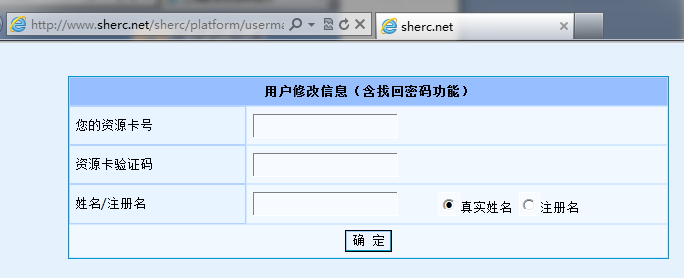 http://www.sherc.net/sherc/platform/userma
sherc.net
用户修改信息（含找回密码功能）
您的资源卡号
资源卡验证码
姓名/注册名 真实姓名 注册名
确 定